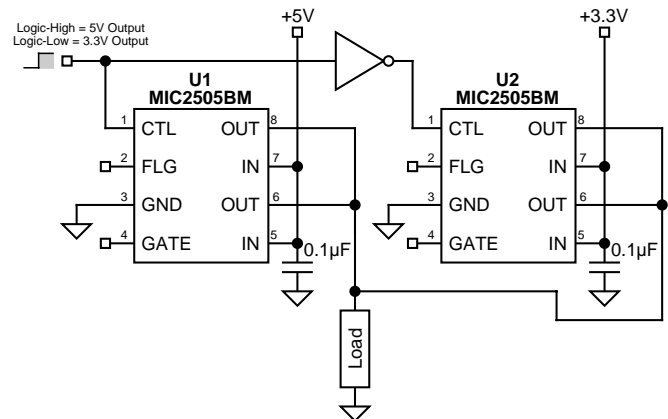 Logic-High = 5V Output
Logic-Low = 3.3V Output
+5V
+3.3V
U1
MIC2505BM
1 CTL OUT 8
2 FLG IN 7
3 GND OUT 6
4 GATE IN 5
0.1µF
U2
MIC2505BM
1 CTL OUT 8
2 FLG IN 7
3 GND OUT 6
4 GATE IN 5
0.1µF
Load